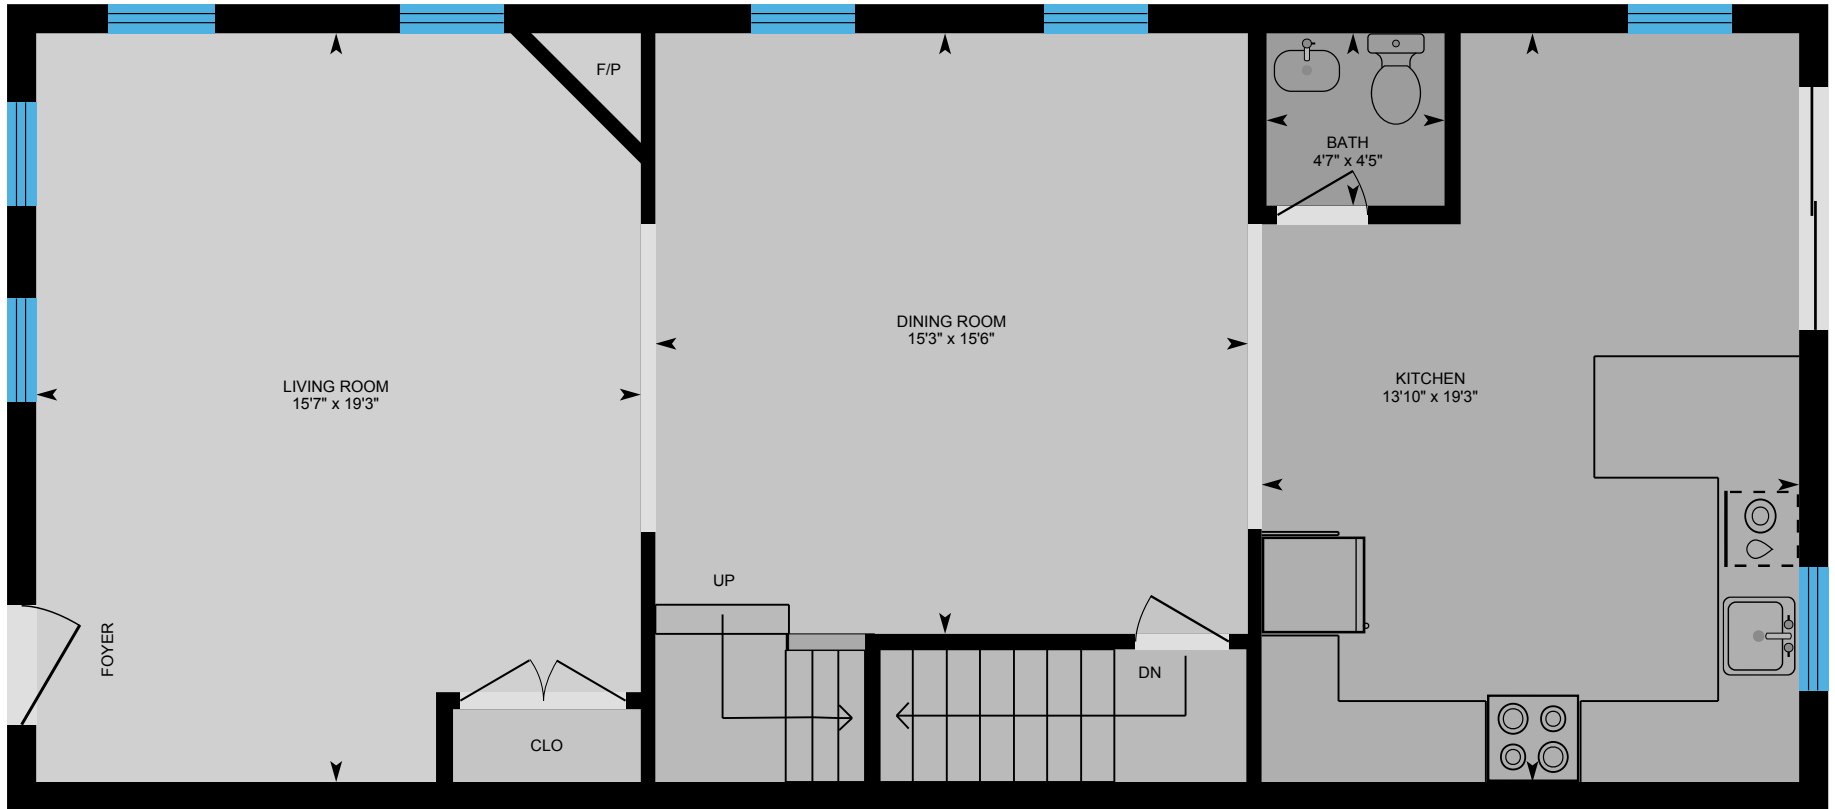 F/P
BATH
4'7" x 4'5"
DINING ROOM
15'3" x 15'6"
LIVING ROOM
15'7" x 19'3"
KITCHEN
13'10" x 19'3"
UP
FOYER
DN
CLO